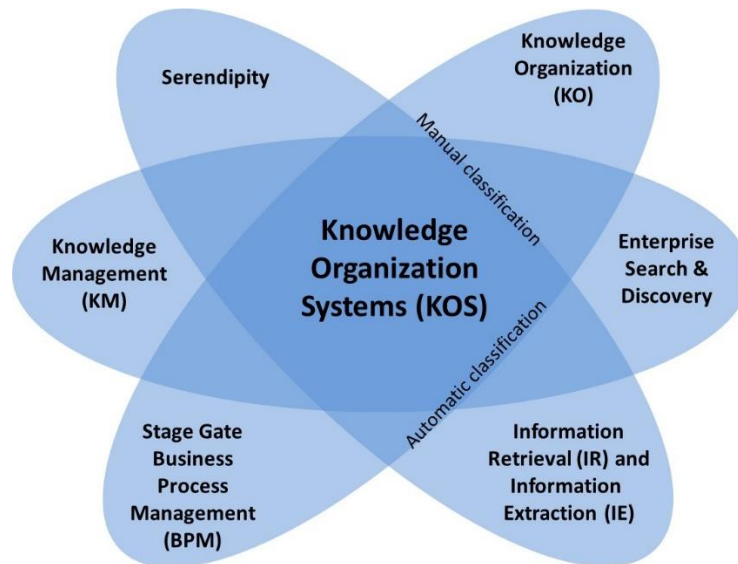 Serendipity
Knowledge
Organization
(KO)
Manual classification
Knowledge
Management
(KM)
Knowledge
Organization
Systems (KOS)
Enterprise
Search &
Discovery
Automatic classification
Stage Gate
Business
Process
Management
(BPM)
Information
Retrieval (IR) and
Information
Extraction (IE)